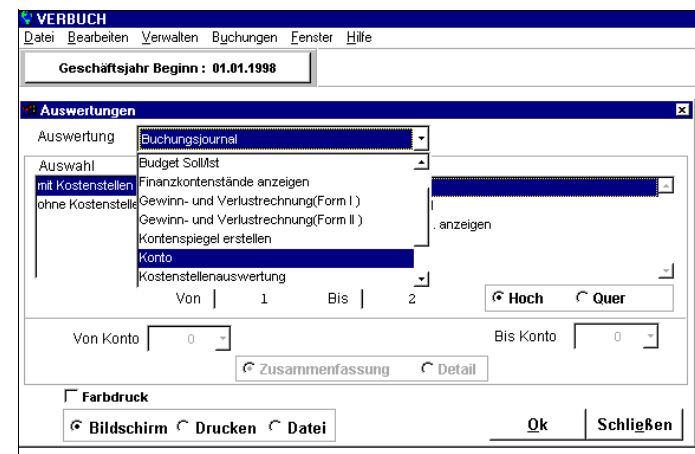 VERBUCH
Datei Bearbeiten Verwalten Buchungen Fenster Hilfe
Geschäftsjahr Beginn : 01.01.1998
Auswertungen
Auswertung Buchungsjournal
Auswahl
mit Kostenstellen
ohne Kostenstelle
. anzeigen
Budget Soll/Ist
Finanzkontenstände anzeigen
Gewinn- und Verlustrechnung(Form I )
Gewinn- und Verlustrechnung(Form II )
Kontenspiegel erstellen
Konto
Kostenstellenauswertung
Von 1 Bis 2 Hoch Quer
Von Konto 0 Bis Konto 0
Zusammenfassung Detail
Farbdruck
Bildschirm Drucken Datei Ok Schließen